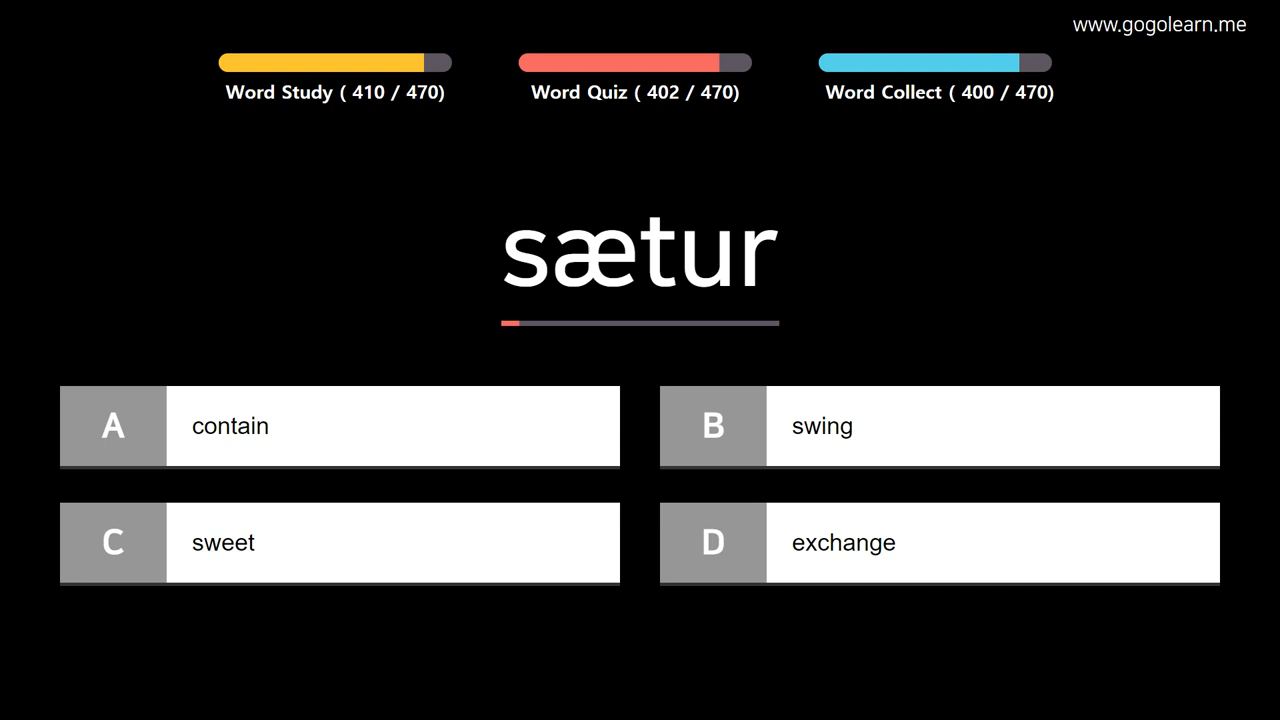 www.gogolearn.me
Word Study ( 410 / 470)
Word Quiz ( 402 / 470)
Word Collect ( 400 / 470)
sætur
A contain
B swing
C sweet
D exchange